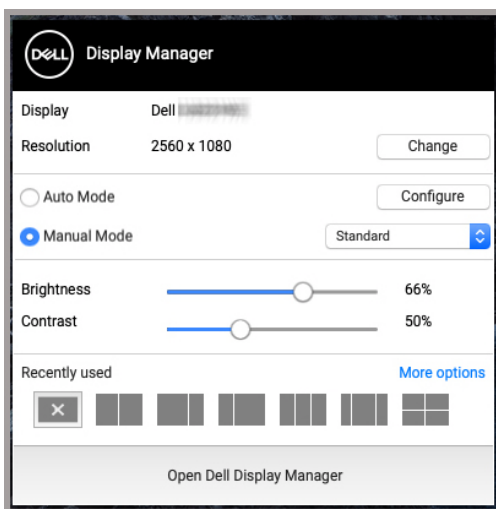 DELL Display Manager
Display Dell
Resolution 2560 x 1080 Change
Auto Mode Configure
Manual Mode Standard
Brightness 66%
Contrast 50%
Recently used More options
Open Dell Display Manager